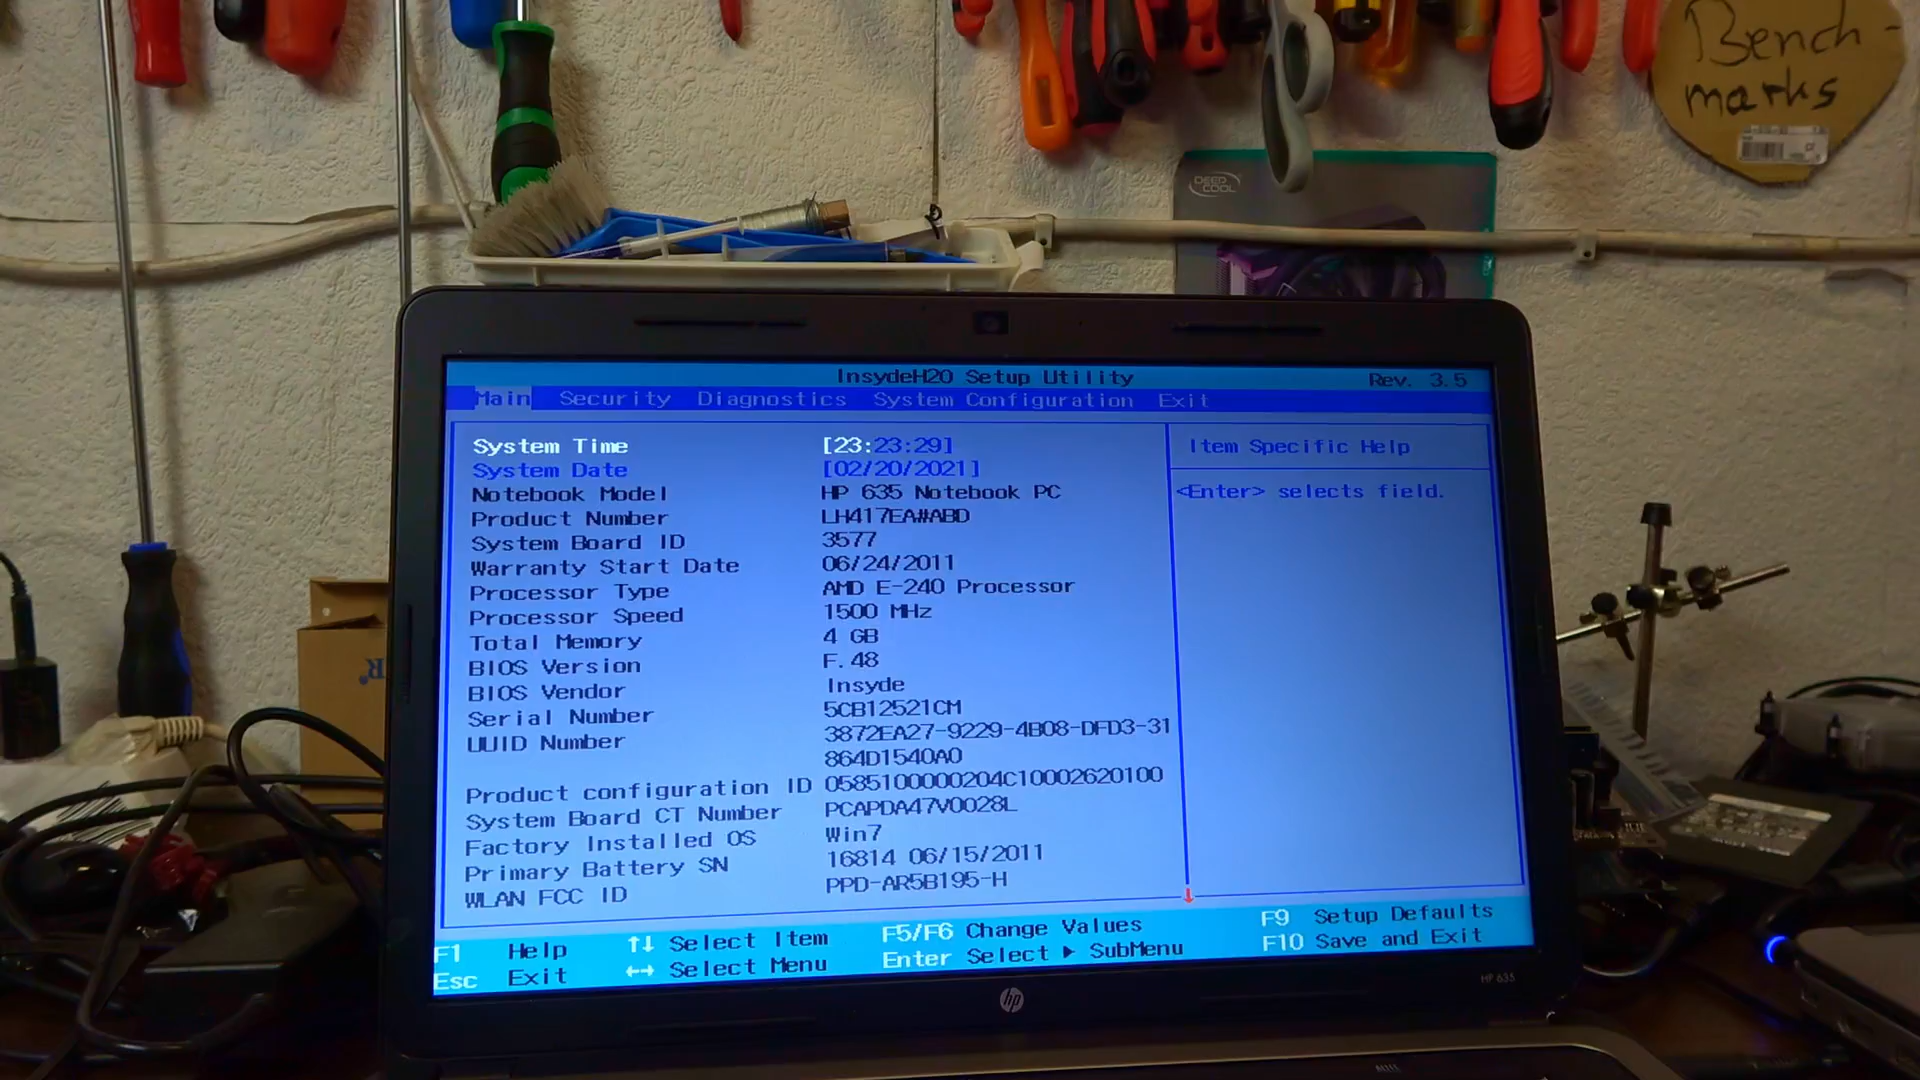 Bench-
marks
DEEP
COOL
InsydeH20 Setup Utility Rev. 3.5
Main Security Diagnostics System Configuration Exit
System Time [23:23:29]
System Date [02/20/2021]
Notebook Model HP 635 Notebook PC
Product Number LH417EA#ABD
System Board ID 3577
Warranty Start Date 06/24/2011
Processor Type AMD E-240 Processor
Processor Speed 1500 MHz
Total Memory 4 GB
BIOS Version F.48
BIOS Vendor Insyde
Serial Number 5CB12521CM
UUID Number 3872EA27-9229-4B08-DFD3-31
864D1540A0
Product configuration ID 0585100000204C10002620100
System Board CT Number PCAPDA47V0028L
Factory Installed OS Win7
Primary Battery SN 16814 06/15/2011
WLAN FCC ID PPD-AR5B195-H
Item Specific Help
<Enter> selects field.
F1 Help ↑↓ Select Item F5/F6 Change Values F9 Setup Defaults
Esc Exit ←→ Select Menu Enter Select ▶ SubMenu F10 Save and Exit
hp
HP 635